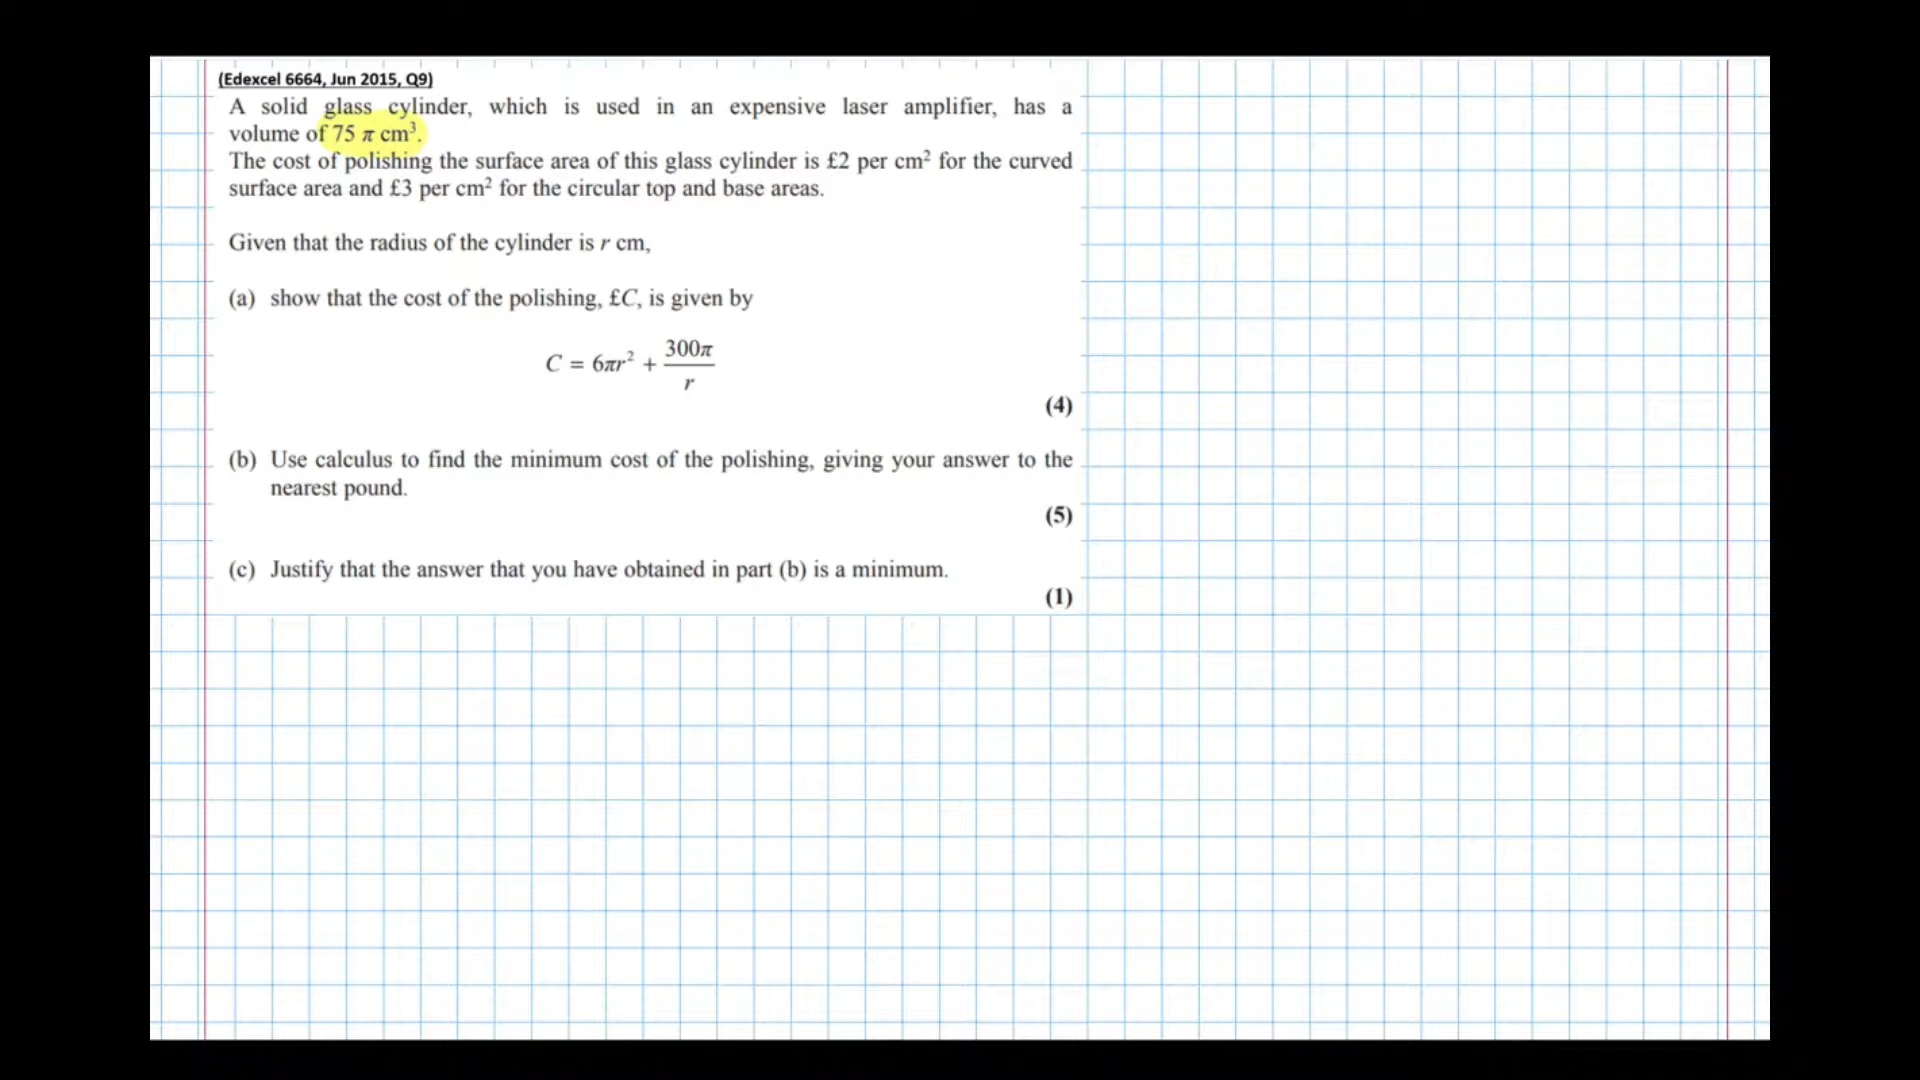 (Edexcel 6664, Jun 2015, Q9)
A solid glass cylinder, which is used in an expensive laser amplifier, has a
volume of 75 π cm³.
The cost of polishing the surface area of this glass cylinder is £2 per cm² for the curved
surface area and £3 per cm² for the circular top and base areas.
Given that the radius of the cylinder is r cm,
(a) show that the cost of the polishing, £C, is given by
C = 6πr² + 300π/r
(4)
(b) Use calculus to find the minimum cost of the polishing, giving your answer to the
nearest pound.
(5)
(c) Justify that the answer that you have obtained in part (b) is a minimum.
(1)